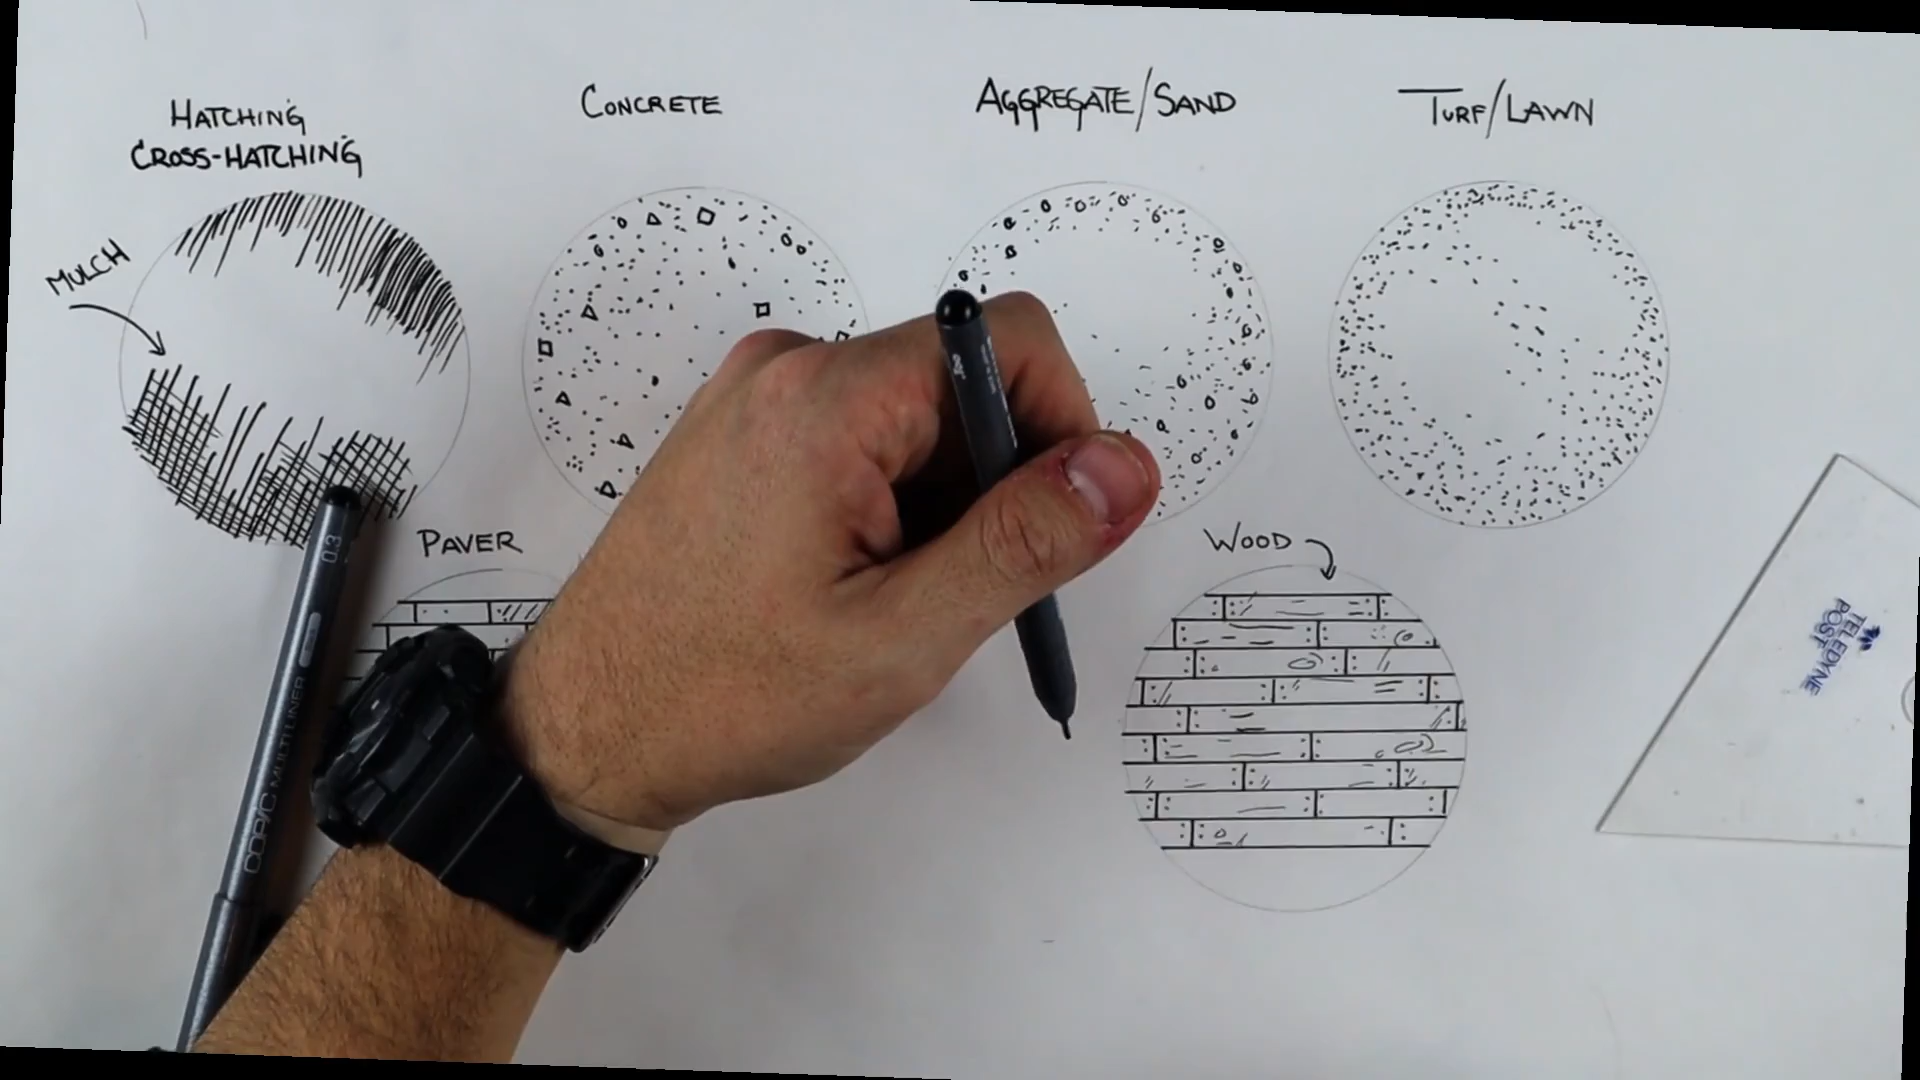 HATCHING
CROSS-HATCHING
CONCRETE
AGGREGATE/SAND
TURF/LAWN
MULCH
PAVER
WOOD
0.3
COPIC MULTILINER
TELEDYNE
POST